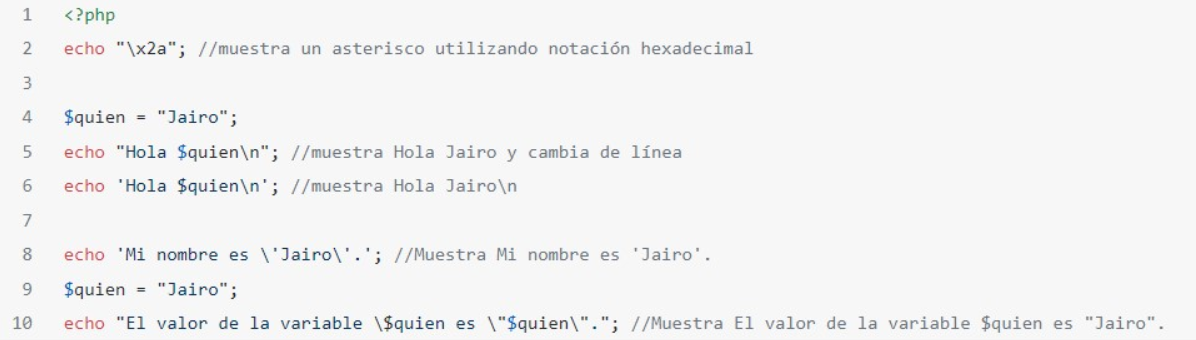 1 <?php
2 echo "\x2a"; //muestra un asterisco utilizando notación hexadecimal
3
4 $quien = "Jairo";
5 echo "Hola $quien\n"; //muestra Hola Jairo y cambia de línea
6 echo 'Hola $quien\n'; //muestra Hola Jairo\n
7
8 echo 'Mi nombre es \'Jairo\'.'; //Muestra Mi nombre es 'Jairo'.
9 $quien = "Jairo";
10 echo "El valor de la variable \$quien es \"$quien\"."; //Muestra El valor de la variable $quien es "Jairo".